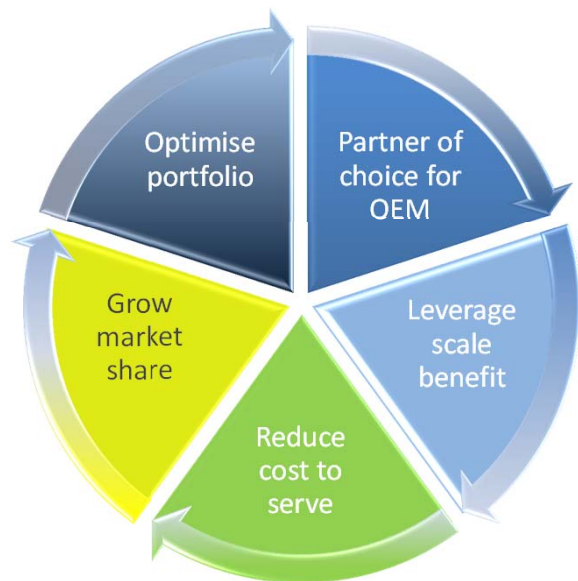 Optimise
portfolio
Partner of
choice for
OEM
Leverage
scale
benefit
Reduce
cost to
serve
Grow
market
share